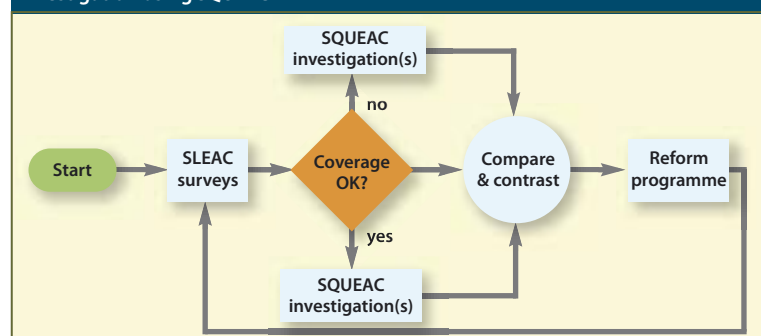 SQUEAC
investigation(s)
no
Start
SLEAC
surveys
Coverage
OK?
Compare
& contrast
Reform
programme
yes
SQUEAC
investigation(s)